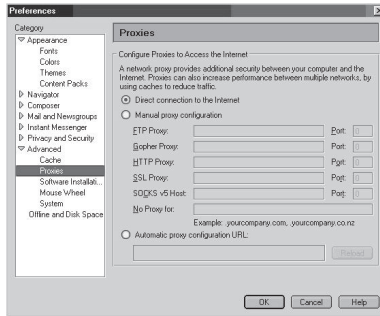 Preferences
Category
Appearance
Fonts
Colors
Themes
Content Packs
Navigator
Composer
Mail and Newsgroups
Instant Messenger
Privacy and Security
Advanced
Cache
Proxies
Software Installati...
Mouse Wheel
System
Offline and Disk Space
Proxies
Configure Proxies to Access the Internet
A network proxy provides additional security between your computer and the
Internet. Proxies can also increase performance between multiple networks, by
using caches to reduce traffic.
Direct connection to the Internet
Manual proxy configuration
FTP Proxy: Port: 0
Gopher Proxy: Port: 0
HTTP Proxy: Port: 0
SSL Proxy: Port: 0
SOCKS v5 Host: Port: 0
No Proxy for:
Example: .yourcompany.com, .yourcompany.co.nz
Automatic proxy configuration URL:
Reload
OK Cancel Help